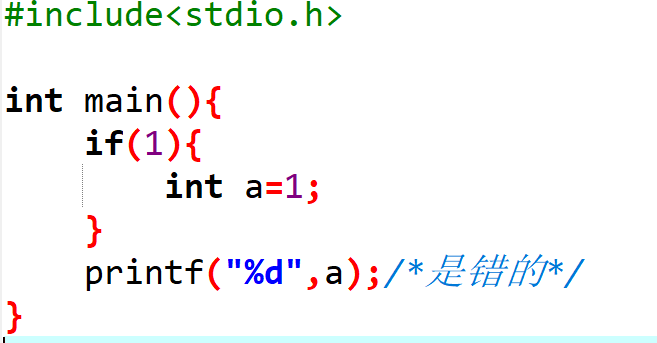 #include<stdio.h>
int main(){
if(1){
int a=1;
}
printf("%d",a);/*是错的*/
}